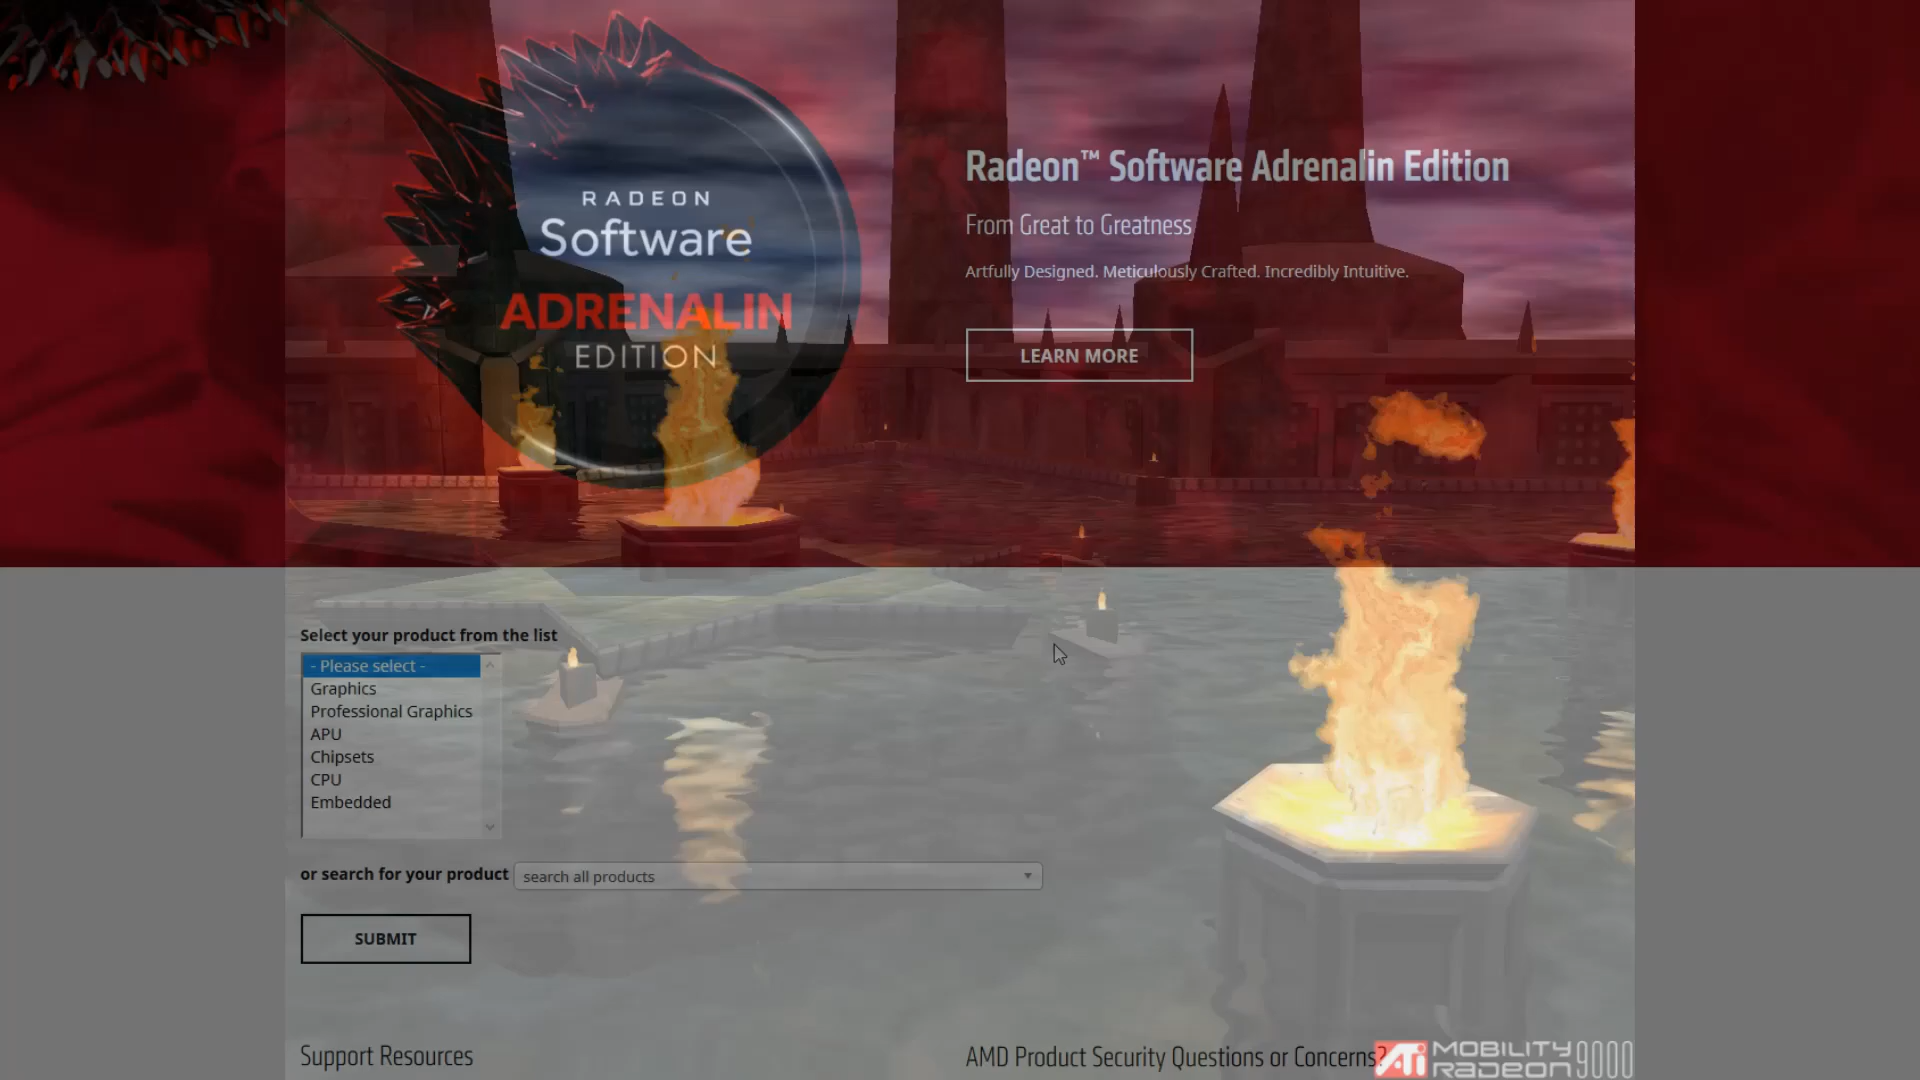 RADEON
Software
ADRENALIN
EDITION
Radeon™ Software Adrenalin Edition
From Great to Greatness
Artfully Designed. Meticulously Crafted. Incredibly Intuitive.
LEARN MORE
Select your product from the list
- Please select -
Graphics
Professional Graphics
APU
Chipsets
CPU
Embedded
or search for your product
search all products
SUBMIT
Support Resources
AMD Product Security Questions or Concerns?
ATi MOBILITY RADEON 9000